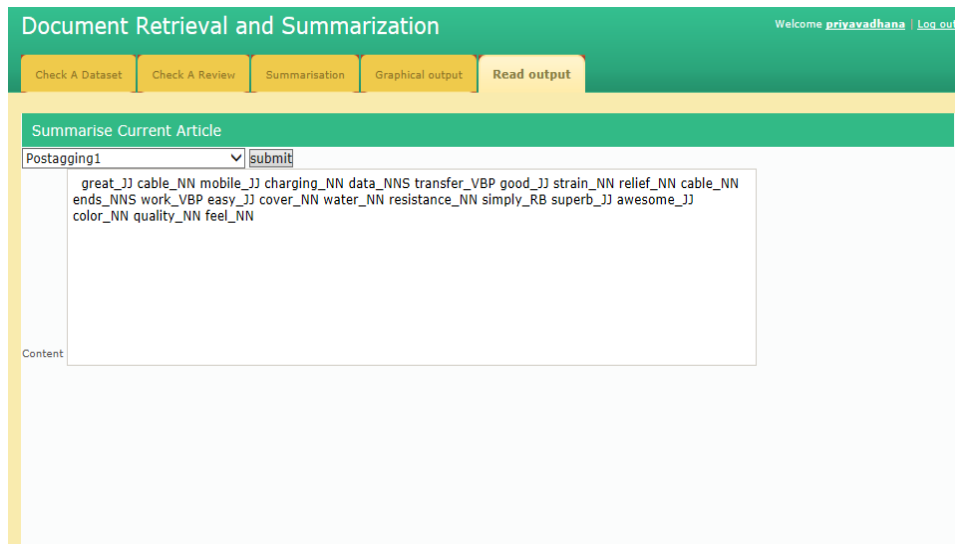 Document Retrieval and Summarization
Welcome priyavadhana | Log out
Check A Dataset
Check A Review
Summarisation
Graphical output
Read output
Summarise Current Article
Postagging1
submit
great_JJ cable_NN mobile_JJ charging_NN data_NNS transfer_VBP good_JJ strain_NN relief_NN cable_NN
ends_NNS work_VBP easy_JJ cover_NN water_NN resistance_NN simply_RB superb_JJ awesome_JJ
color_NN quality_NN feel_NN
Content